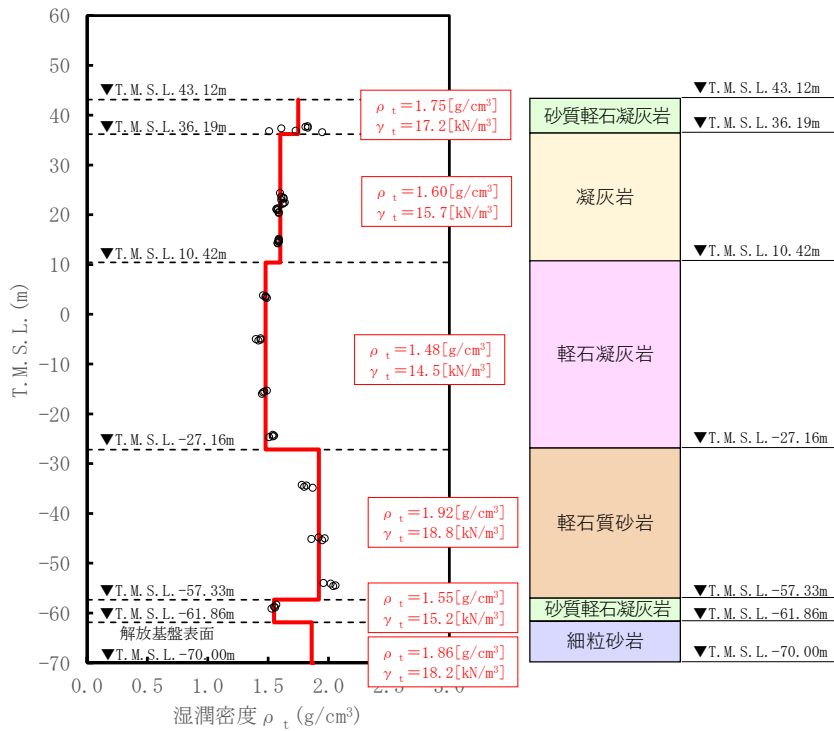 60
50
40
30
20
10
0
-10
-20
-30
-40
-50
-60
-70
T.M.S.L.(m)
0.0 0.5 1.0 1.5 2.0 3.0
湿潤密度ρt(g/cm³)
▼T.M.S.L.43.12m
▼T.M.S.L.36.19m
▼T.M.S.L.10.42m
▼T.M.S.L.-27.16m
▼T.M.S.L.-57.33m
▼T.M.S.L.-61.86m
解放基盤表面
▼T.M.S.L.-70.00m
ρt=1.75[g/cm³]
γt=17.2[kN/m³]
ρt=1.60[g/cm³]
γt=15.7[kN/m³]
ρt=1.48[g/cm³]
γt=14.5[kN/m³]
ρt=1.92[g/cm³]
γt=18.8[kN/m³]
ρt=1.55[g/cm³]
γt=15.2[kN/m³]
ρt=1.86[g/cm³]
γt=18.2[kN/m³]
砂質軽石凝灰岩
凝灰岩
軽石凝灰岩
軽石質砂岩
砂質軽石凝灰岩
細粒砂岩
▼T.M.S.L.43.12m
▼T.M.S.L.36.19m
▼T.M.S.L.10.42m
▼T.M.S.L.-27.16m
▼T.M.S.L.-57.33m
▼T.M.S.L.-61.86m
▼T.M.S.L.-70.00m